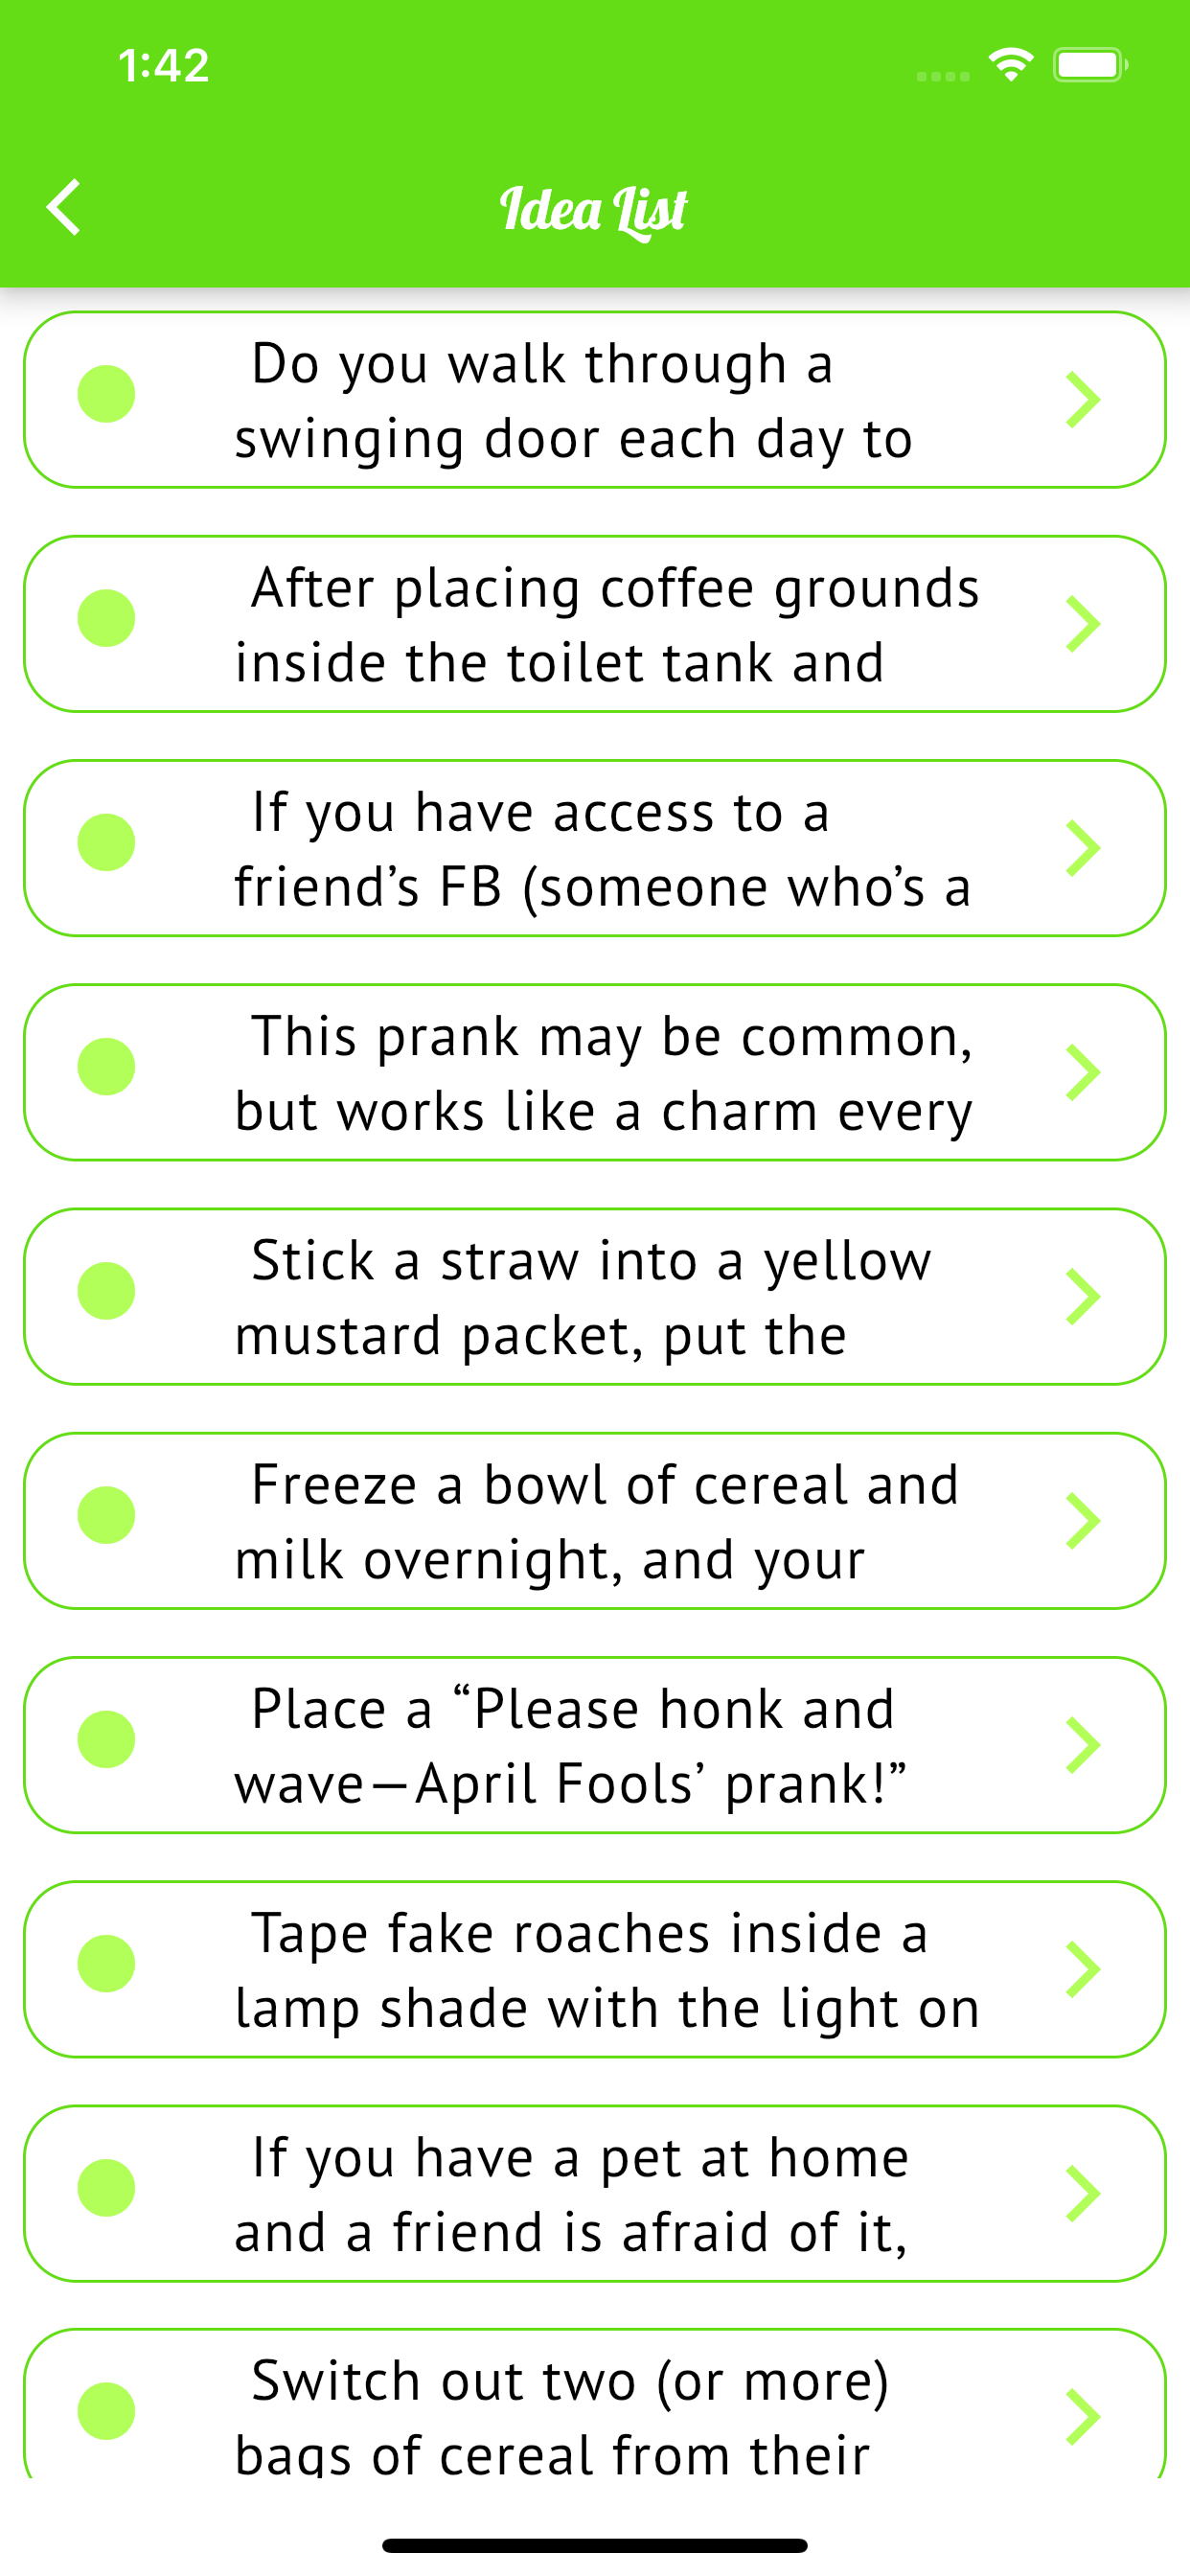 1:42
Idea List
Do you walk through a
swinging door each day to
After placing coffee grounds
inside the toilet tank and
If you have access to a
friend’s FB (someone who’s a
This prank may be common,
but works like a charm every
Stick a straw into a yellow
mustard packet, put the
Freeze a bowl of cereal and
milk overnight, and your
Place a “Please honk and
wave—April Fools’ prank!”
Tape fake roaches inside a
lamp shade with the light on
If you have a pet at home
and a friend is afraid of it,
Switch out two (or more)
bags of cereal from their